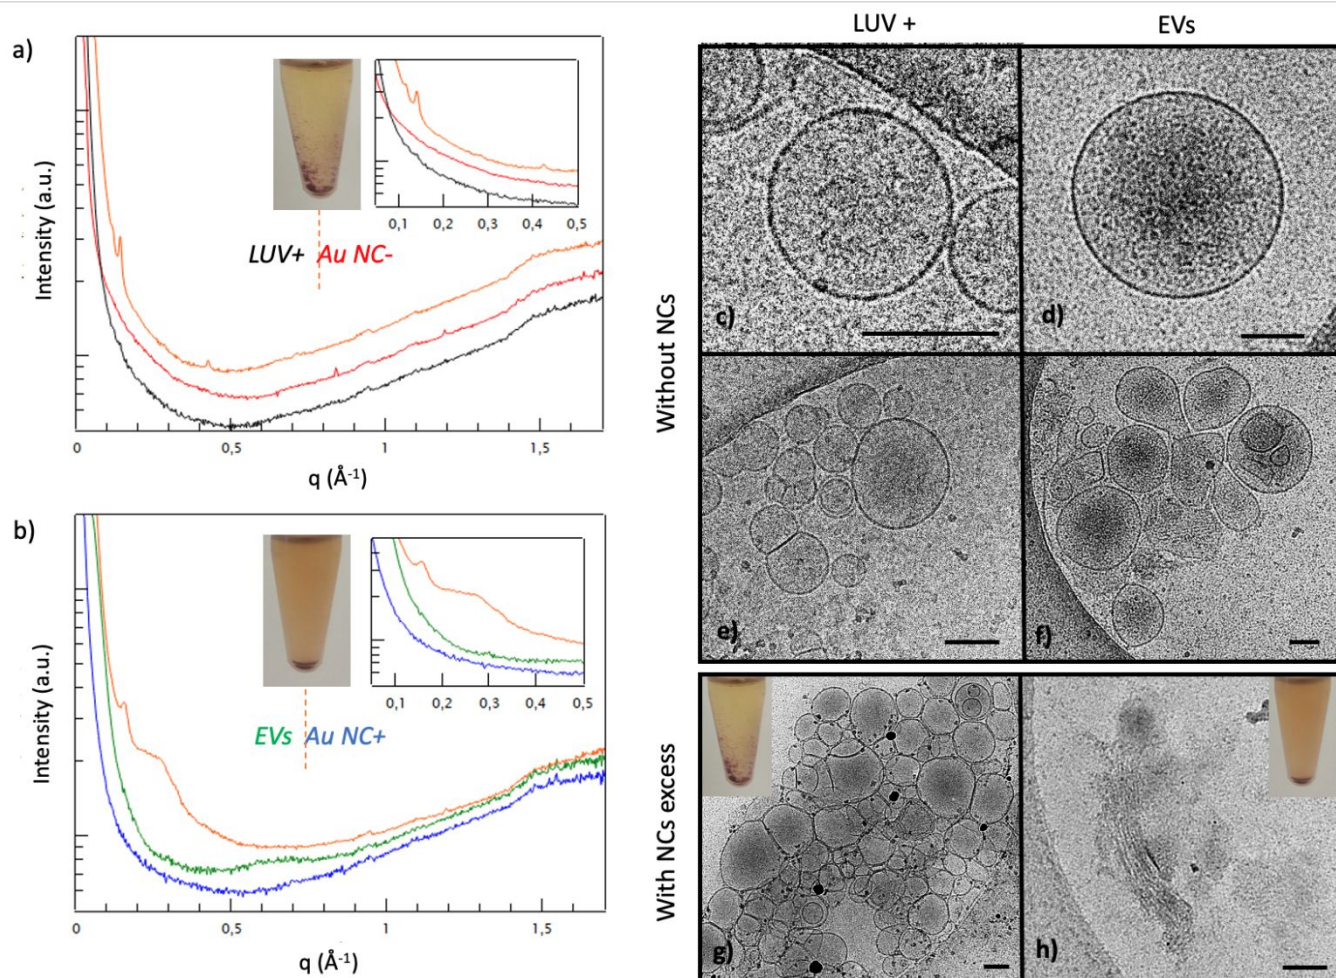 a)
Intensity (a.u.)
LUV+ Au NC-
0,1 0,2 0,3 0,4 0,5
0 0,5 1 1,5
q (Å-1)
b)
Intensity (a.u.)
EVs Au NC+
0,1 0,2 0,3 0,4 0,5
0 0,5 1 1,5
q (Å-1)
LUV + EVs
Without NCs
c) d)
e) f)
With NCs excess
g) h)